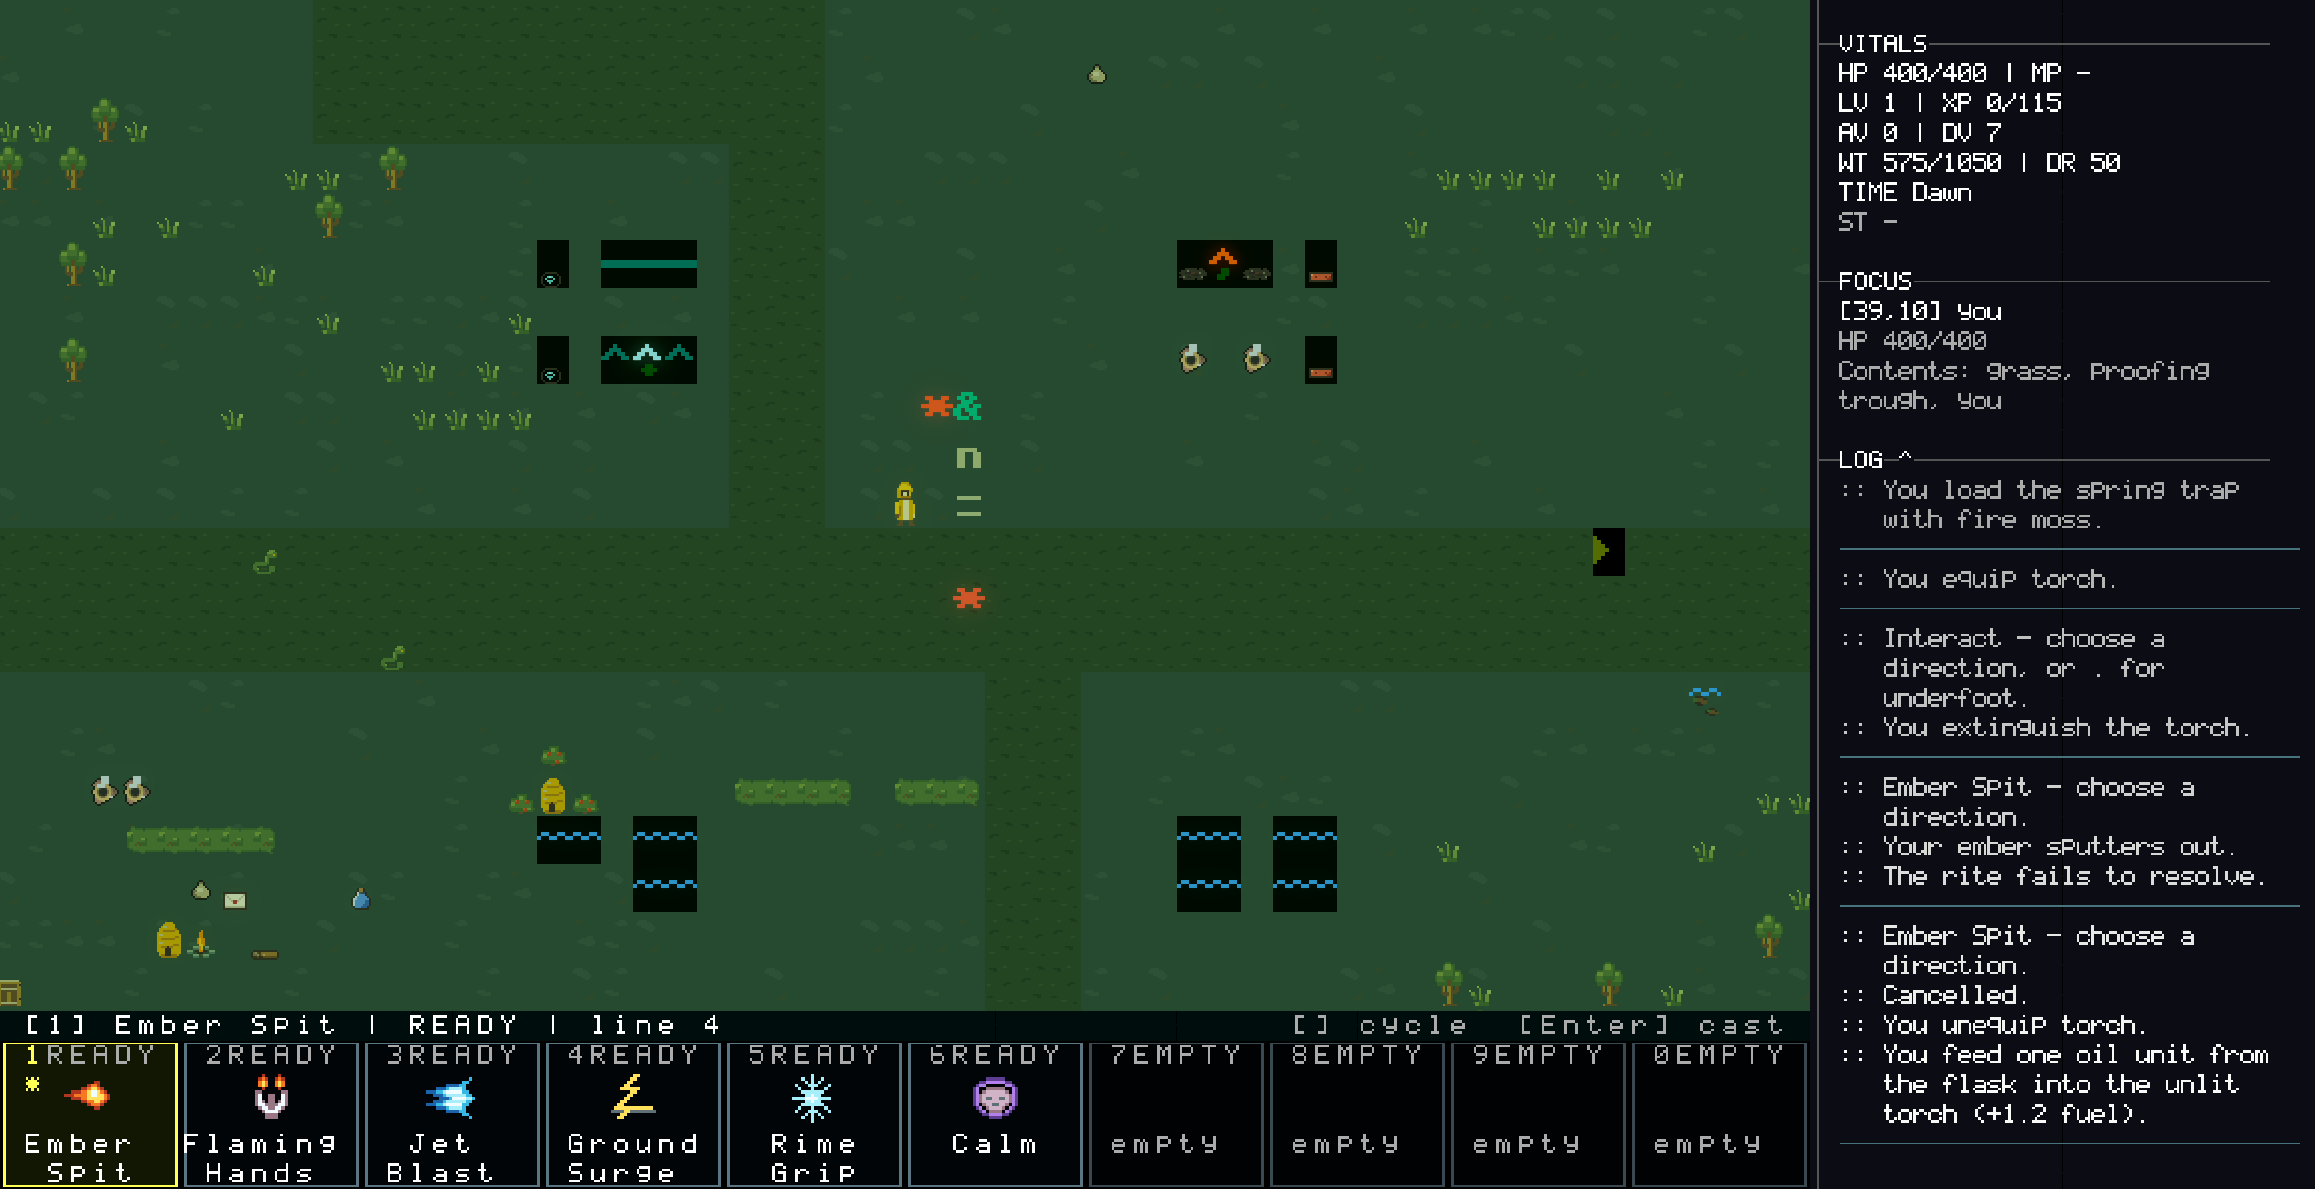 VITALS
HP 400/400 | MP -
LV 1 | XP 0/115
AV 0 | DV 7
WT 575/1050 | DR 50
TIME Dawn
ST -
FOCUS
[39,10] you
HP 400/400
Contents: grass, Proofing
trough, you
LOG ^
:: You load the spring trap
with fire moss.
:: You equip torch.
:: Interact - choose a
direction, or . for
underfoot.
:: You extinguish the torch.
:: Ember Spit - choose a
direction.
:: Your ember sputters out.
:: The rite fails to resolve.
:: Ember Spit - choose a
direction.
:: Cancelled.
:: You unequip torch.
:: You feed one oil unit from
the flask into the unlit
torch (+1.2 fuel).
&
n
=
[1] Ember Spit | READY | line 4
[] cycle [Enter] cast
1READY 2READY 3READY 4READY 5READY 6READY 7EMPTY 8EMPTY 9EMPTY 0EMPTY
Ember Flaming Jet Ground Rime Calm empty empty empty empty
Spit Hands Blast Surge Grip